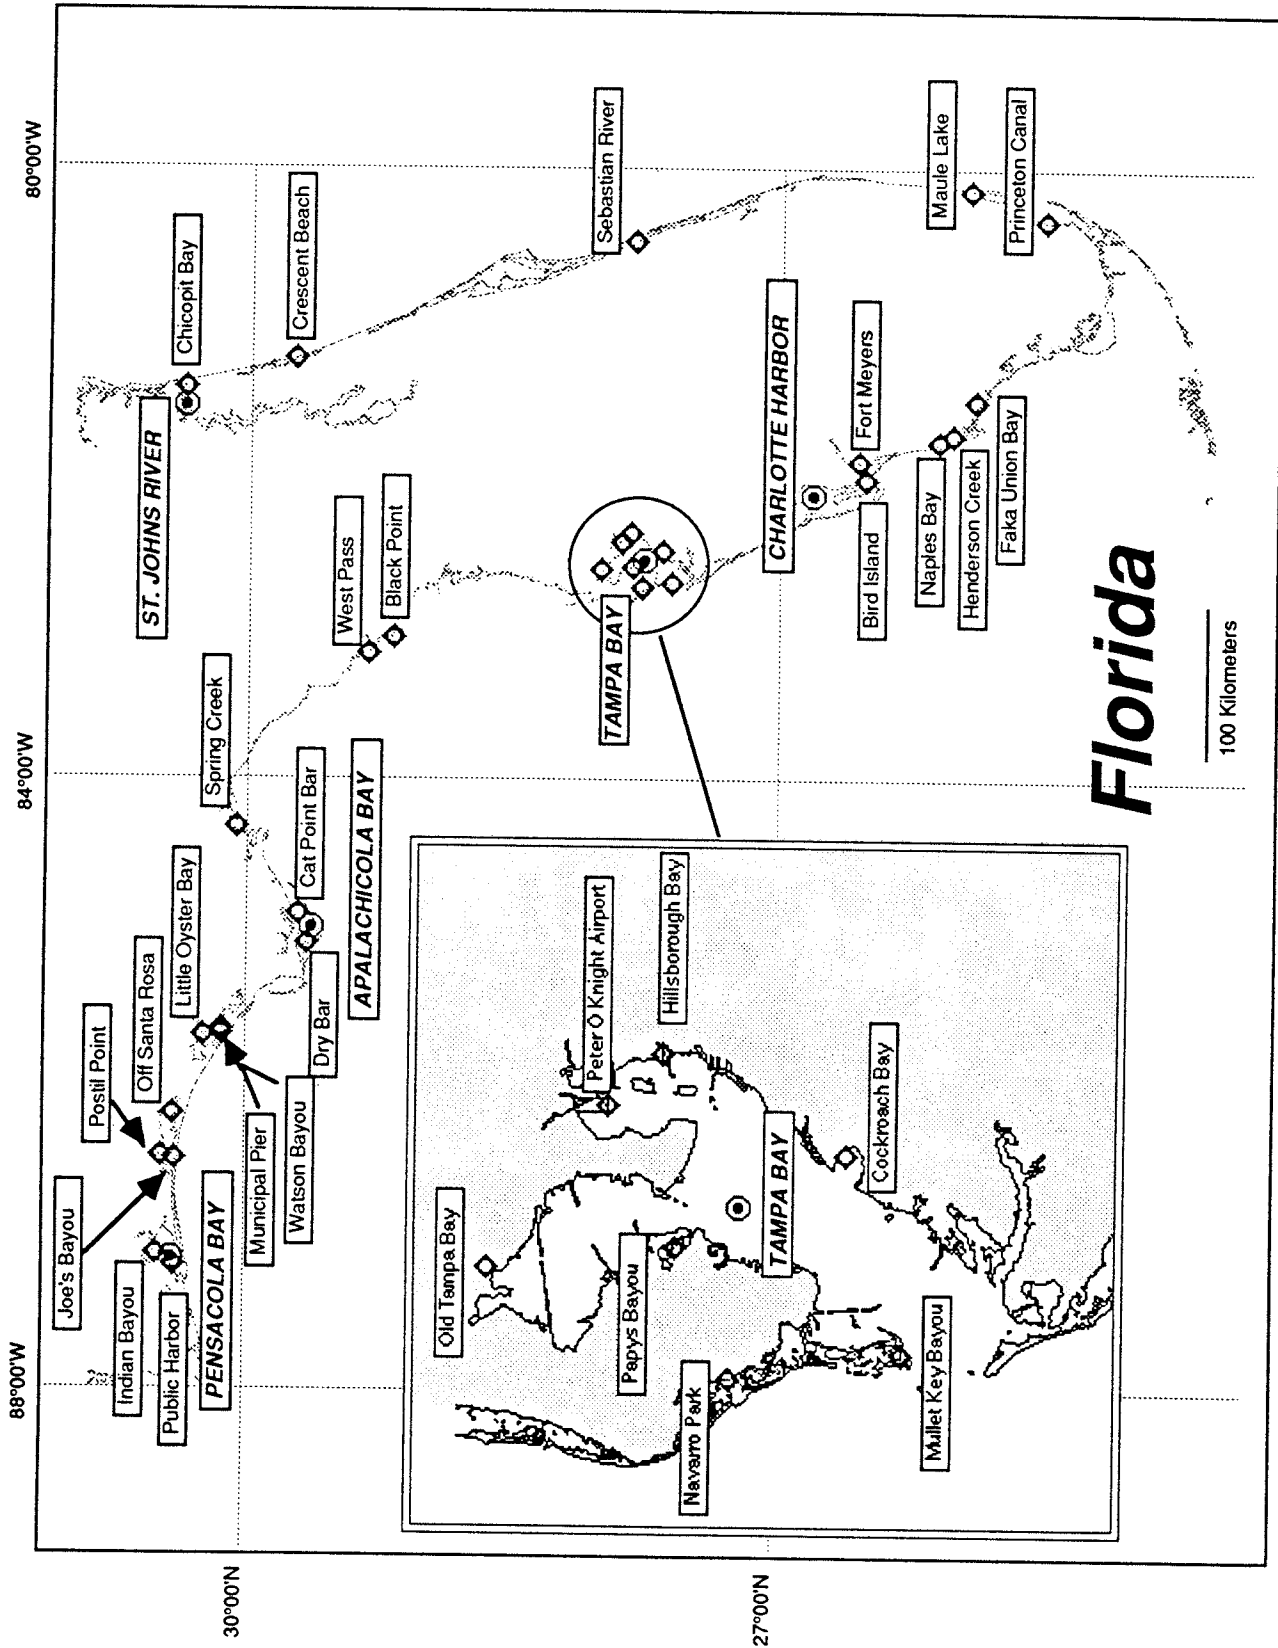 88°00'W
84°00'W
80°00'W
30°00'N
27°00'N
Joe's Bayou
Postil Point
Off Santa Rosa
Little Oyster Bay
Spring Creek
ST. JOHNS RIVER
Chicopit Bay
Crescent Beach
Indian Bayou
Public Harbor
PENSACOLA BAY
Municipal Pier
Watson Bayou
Dry Bar
Cat Point Bar
APALACHICOLA BAY
West Pass
Black Point
Sebastian River
TAMPA BAY
CHARLOTTE HARBOR
Fort Meyers
Bird Island
Naples Bay
Henderson Creek
Faka Union Bay
Maule Lake
Princeton Canal
Old Tampa Bay
Peter O Knight Airport
Hillsborough Bay
Papys Bayou
Navarro Park
TAMPA BAY
Cockroach Bay
Mullet Key Bayou
Florida
100 Kilometers